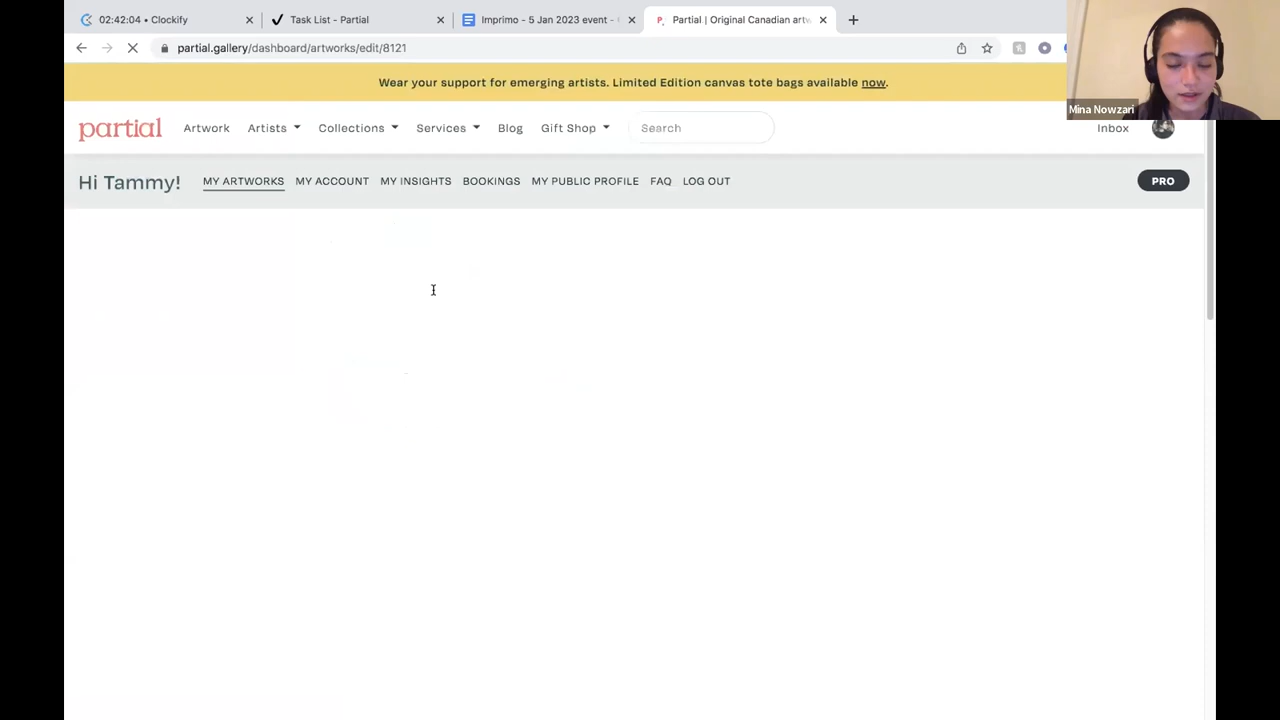 02:42:04 • Clockify
Task List - Partial
Imprimo - 5 Jan 2023 event -
Partial | Original Canadian artw
partial.gallery/dashboard/artworks/edit/8121
Wear your support for emerging artists. Limited Edition canvas tote bags available now.
Mina Nowzari
partial
Artwork
Artists
Collections
Services
Blog
Gift Shop
Search
Inbox
Hi Tammy!
MY ARTWORKS
MY ACCOUNT
MY INSIGHTS
BOOKINGS
MY PUBLIC PROFILE
FAQ
LOG OUT
PRO